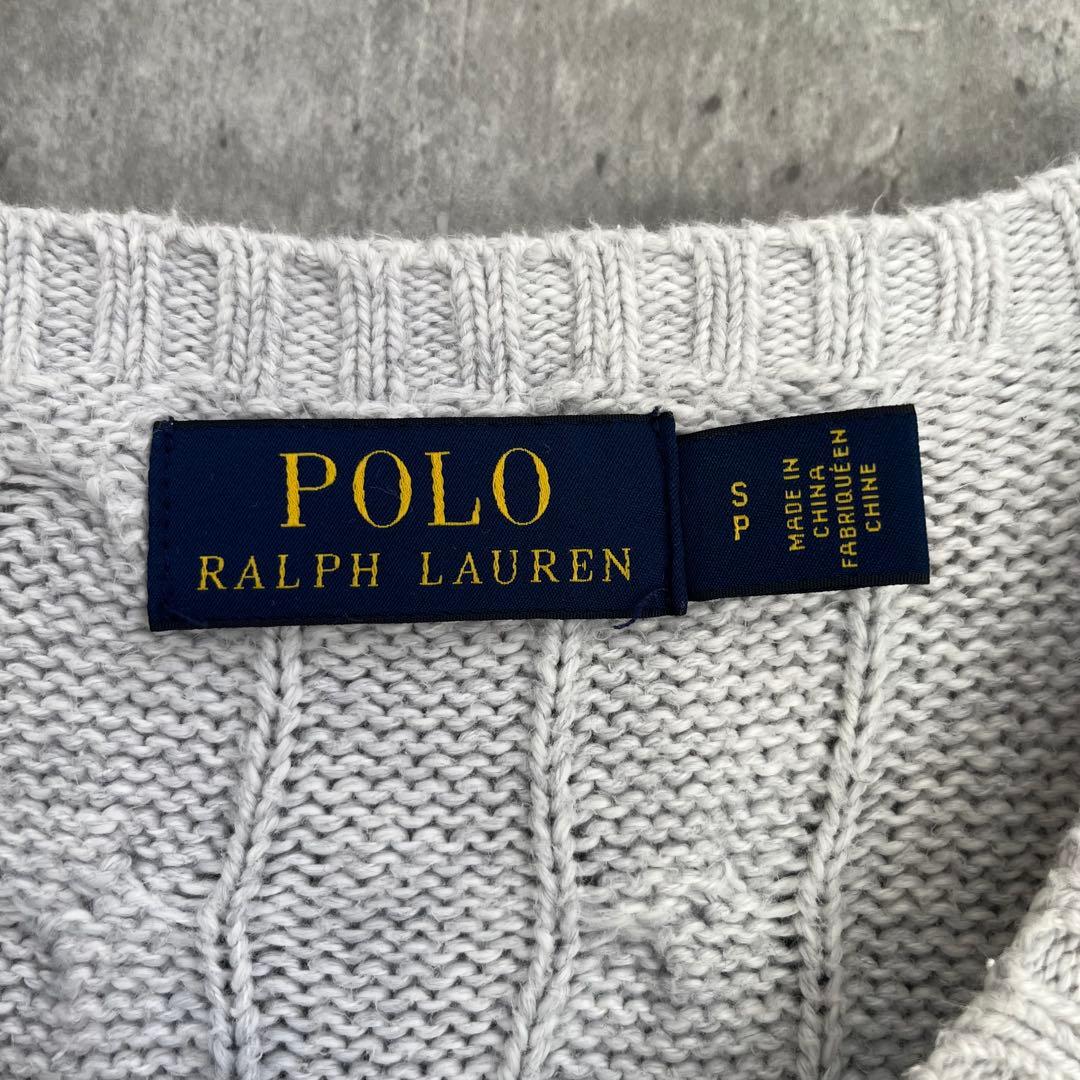 POLO
RALPH LAUREN
S
P
MADE IN
CHINA
FABRIQUÉ EN
CHINE